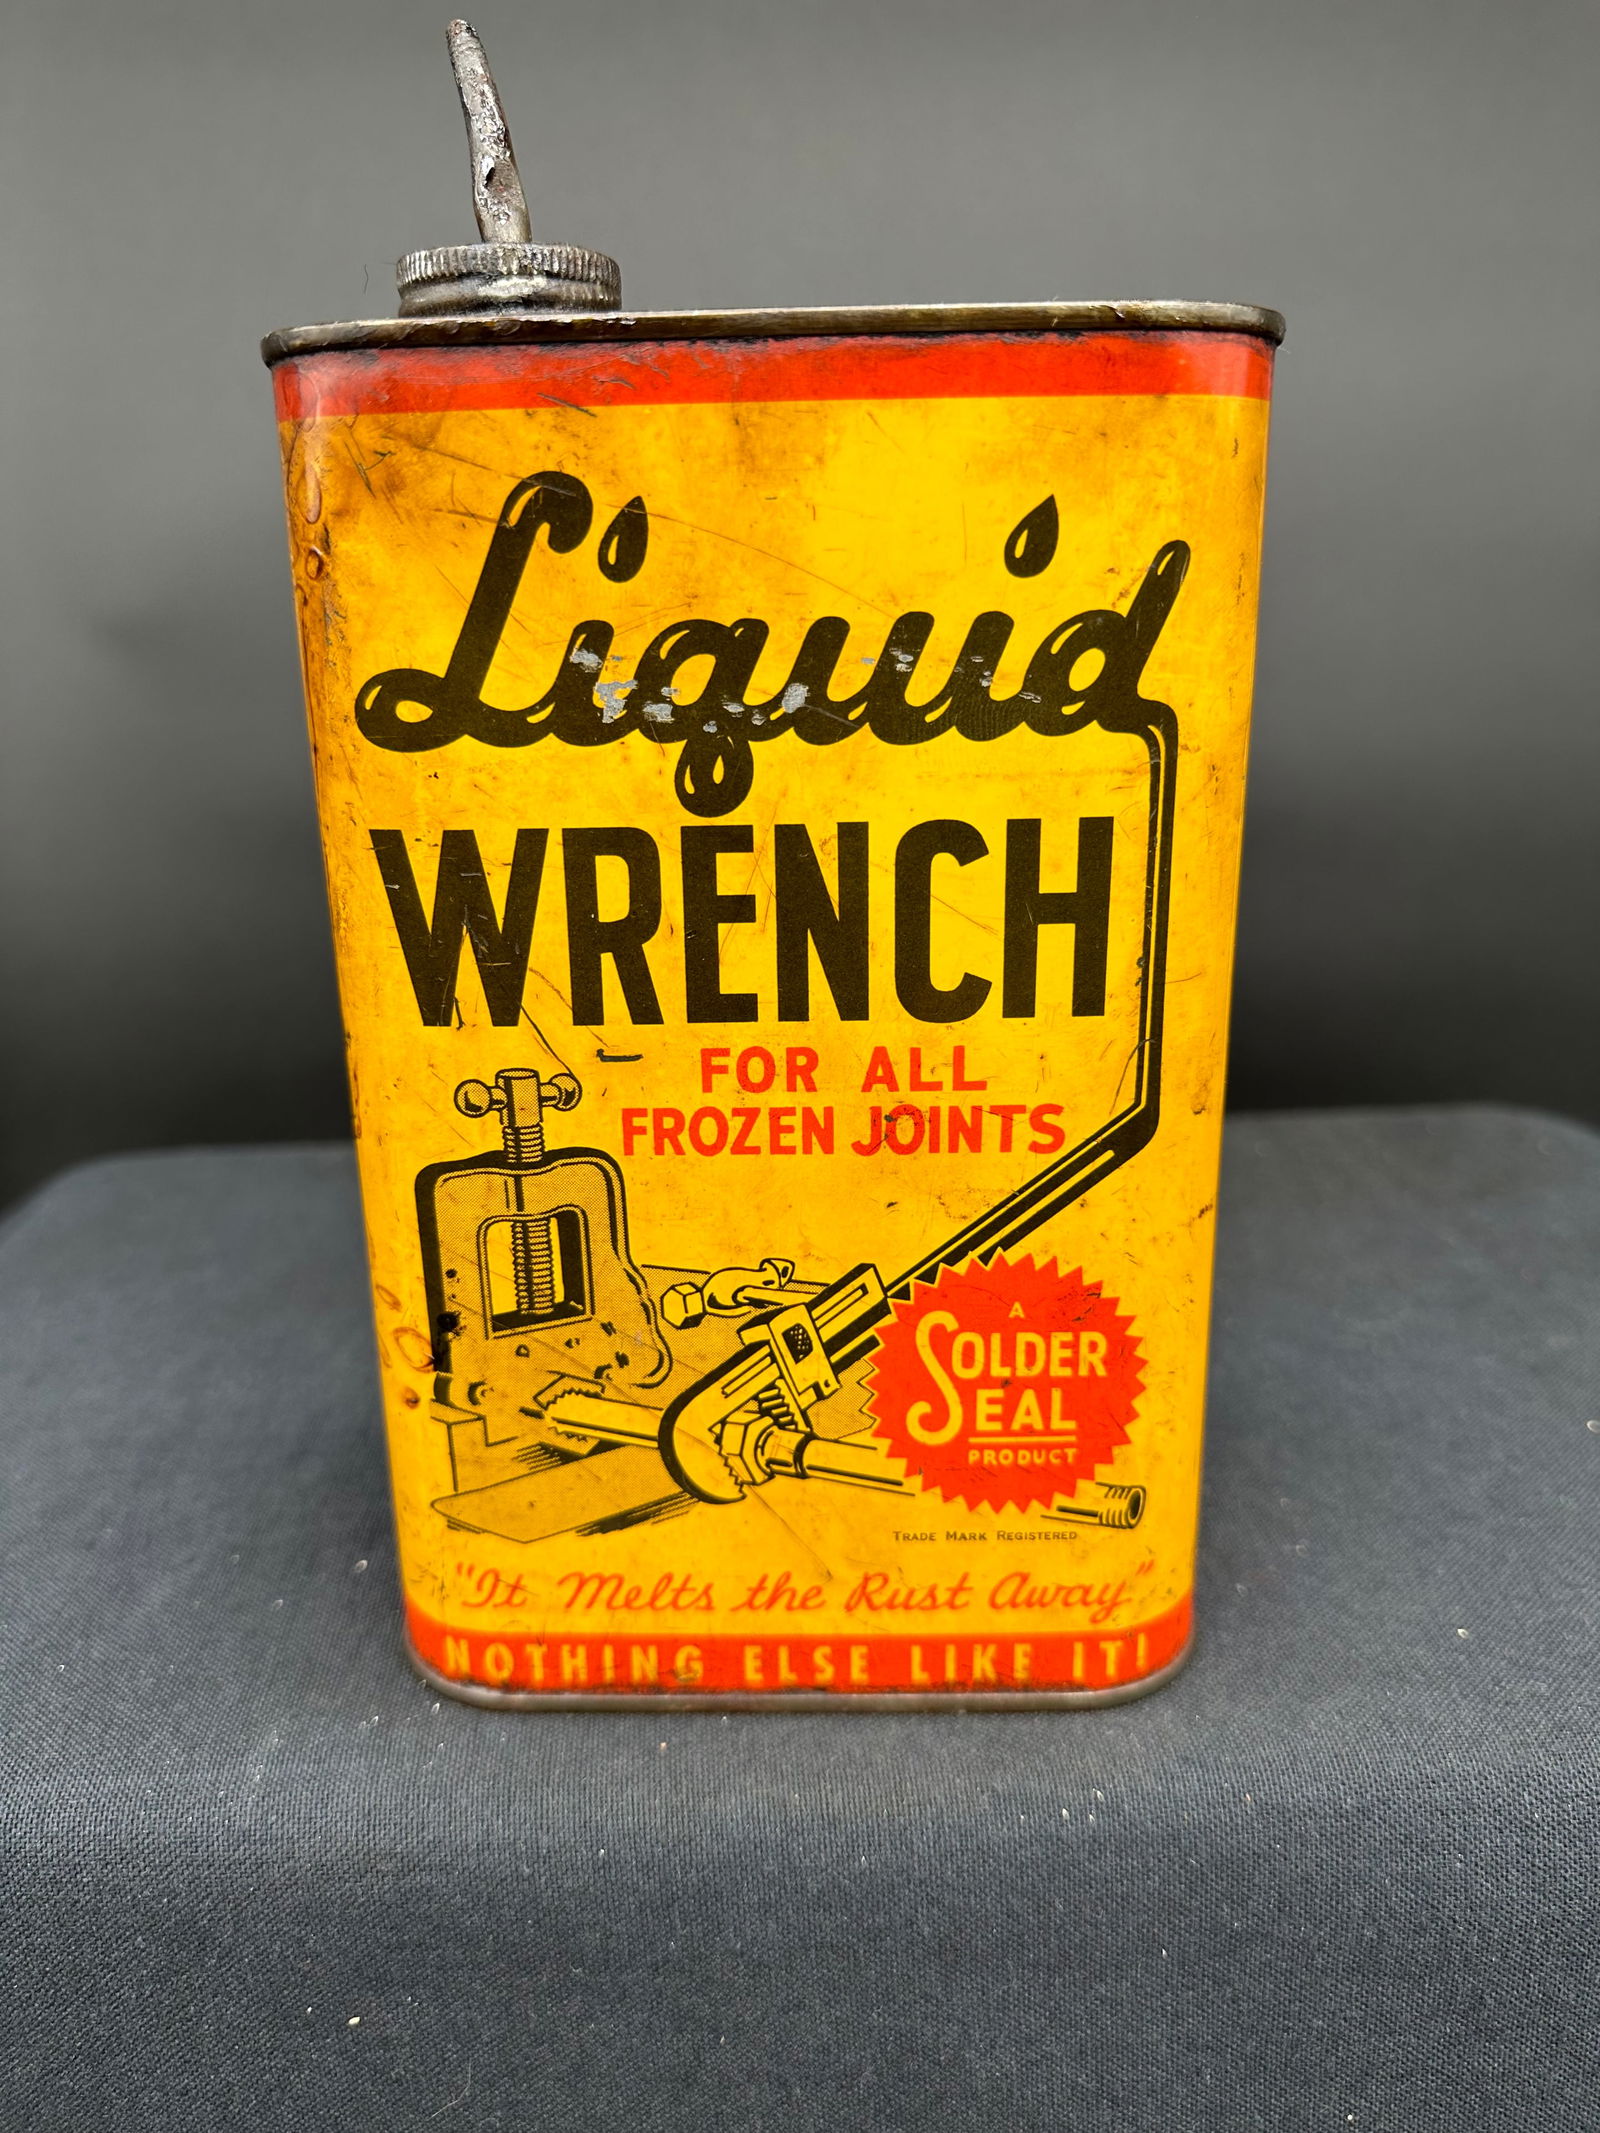 Liquid
WRENCH
FOR ALL
FROZEN JOINTS
A
SOLDER
SEAL
PRODUCT
TRADE MARK REGISTERED
"It Melts the Rust Away"
NOTHING ELSE LIKE IT!